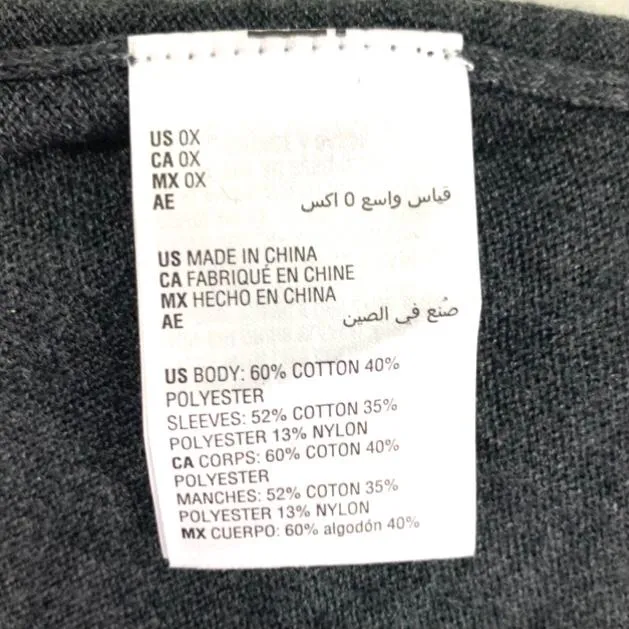 US 0X
CA 0X
MX 0X
AE قياس واسع 0 اكس
US MADE IN CHINA
CA FABRIQUÉ EN CHINE
MX HECHO EN CHINA
AE صُنع في الصين
US BODY: 60% COTTON 40%
POLYESTER
SLEEVES: 52% COTTON 35%
POLYESTER 13% NYLON
CA CORPS: 60% COTON 40%
POLYESTER
MANCHES: 52% COTON 35%
POLYESTER 13% NYLON
MX CUERPO: 60% algodón 40%